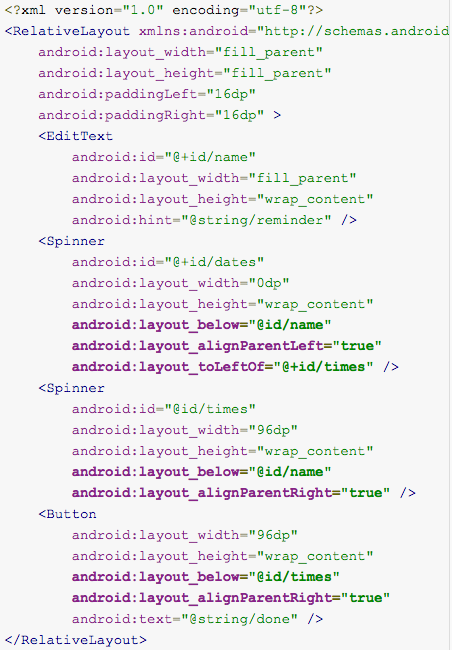 <?xml version="1.0" encoding="utf-8"?>
<RelativeLayout xmlns:android="http://schemas.android
    android:layout_width="fill_parent"
    android:layout_height="fill_parent"
    android:paddingLeft="16dp"
    android:paddingRight="16dp" >
    <EditText
        android:id="@+id/name"
        android:layout_width="fill_parent"
        android:layout_height="wrap_content"
        android:hint="@string/reminder" />
    <Spinner
        android:id="@+id/dates"
        android:layout_width="0dp"
        android:layout_height="wrap_content"
        android:layout_below="@id/name"
        android:layout_alignParentLeft="true"
        android:layout_toLeftOf="@+id/times" />
    <Spinner
        android:id="@id/times"
        android:layout_width="96dp"
        android:layout_height="wrap_content"
        android:layout_below="@id/name"
        android:layout_alignParentRight="true" />
    <Button
        android:layout_width="96dp"
        android:layout_height="wrap_content"
        android:layout_below="@id/times"
        android:layout_alignParentRight="true"
        android:text="@string/done" />
</RelativeLayout>